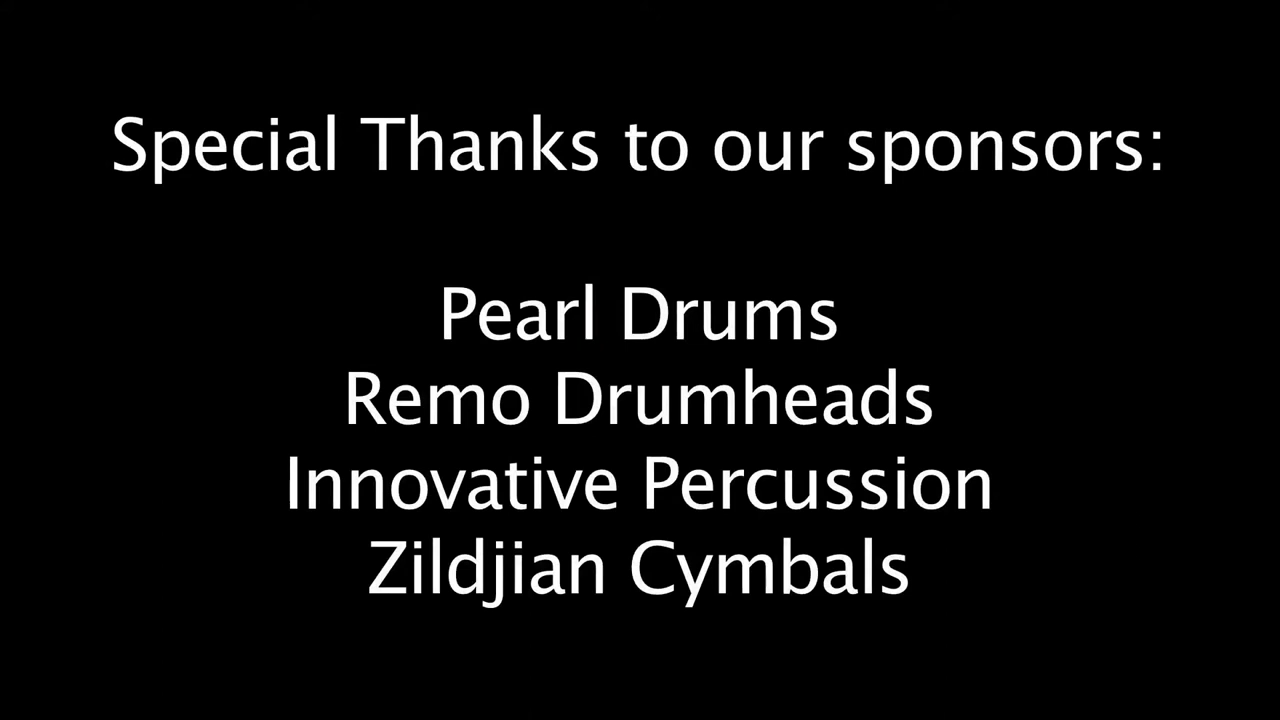 Special Thanks to our sponsors:
Pearl Drums
Remo Drumheads
Innovative Percussion
Zildjian Cymbals